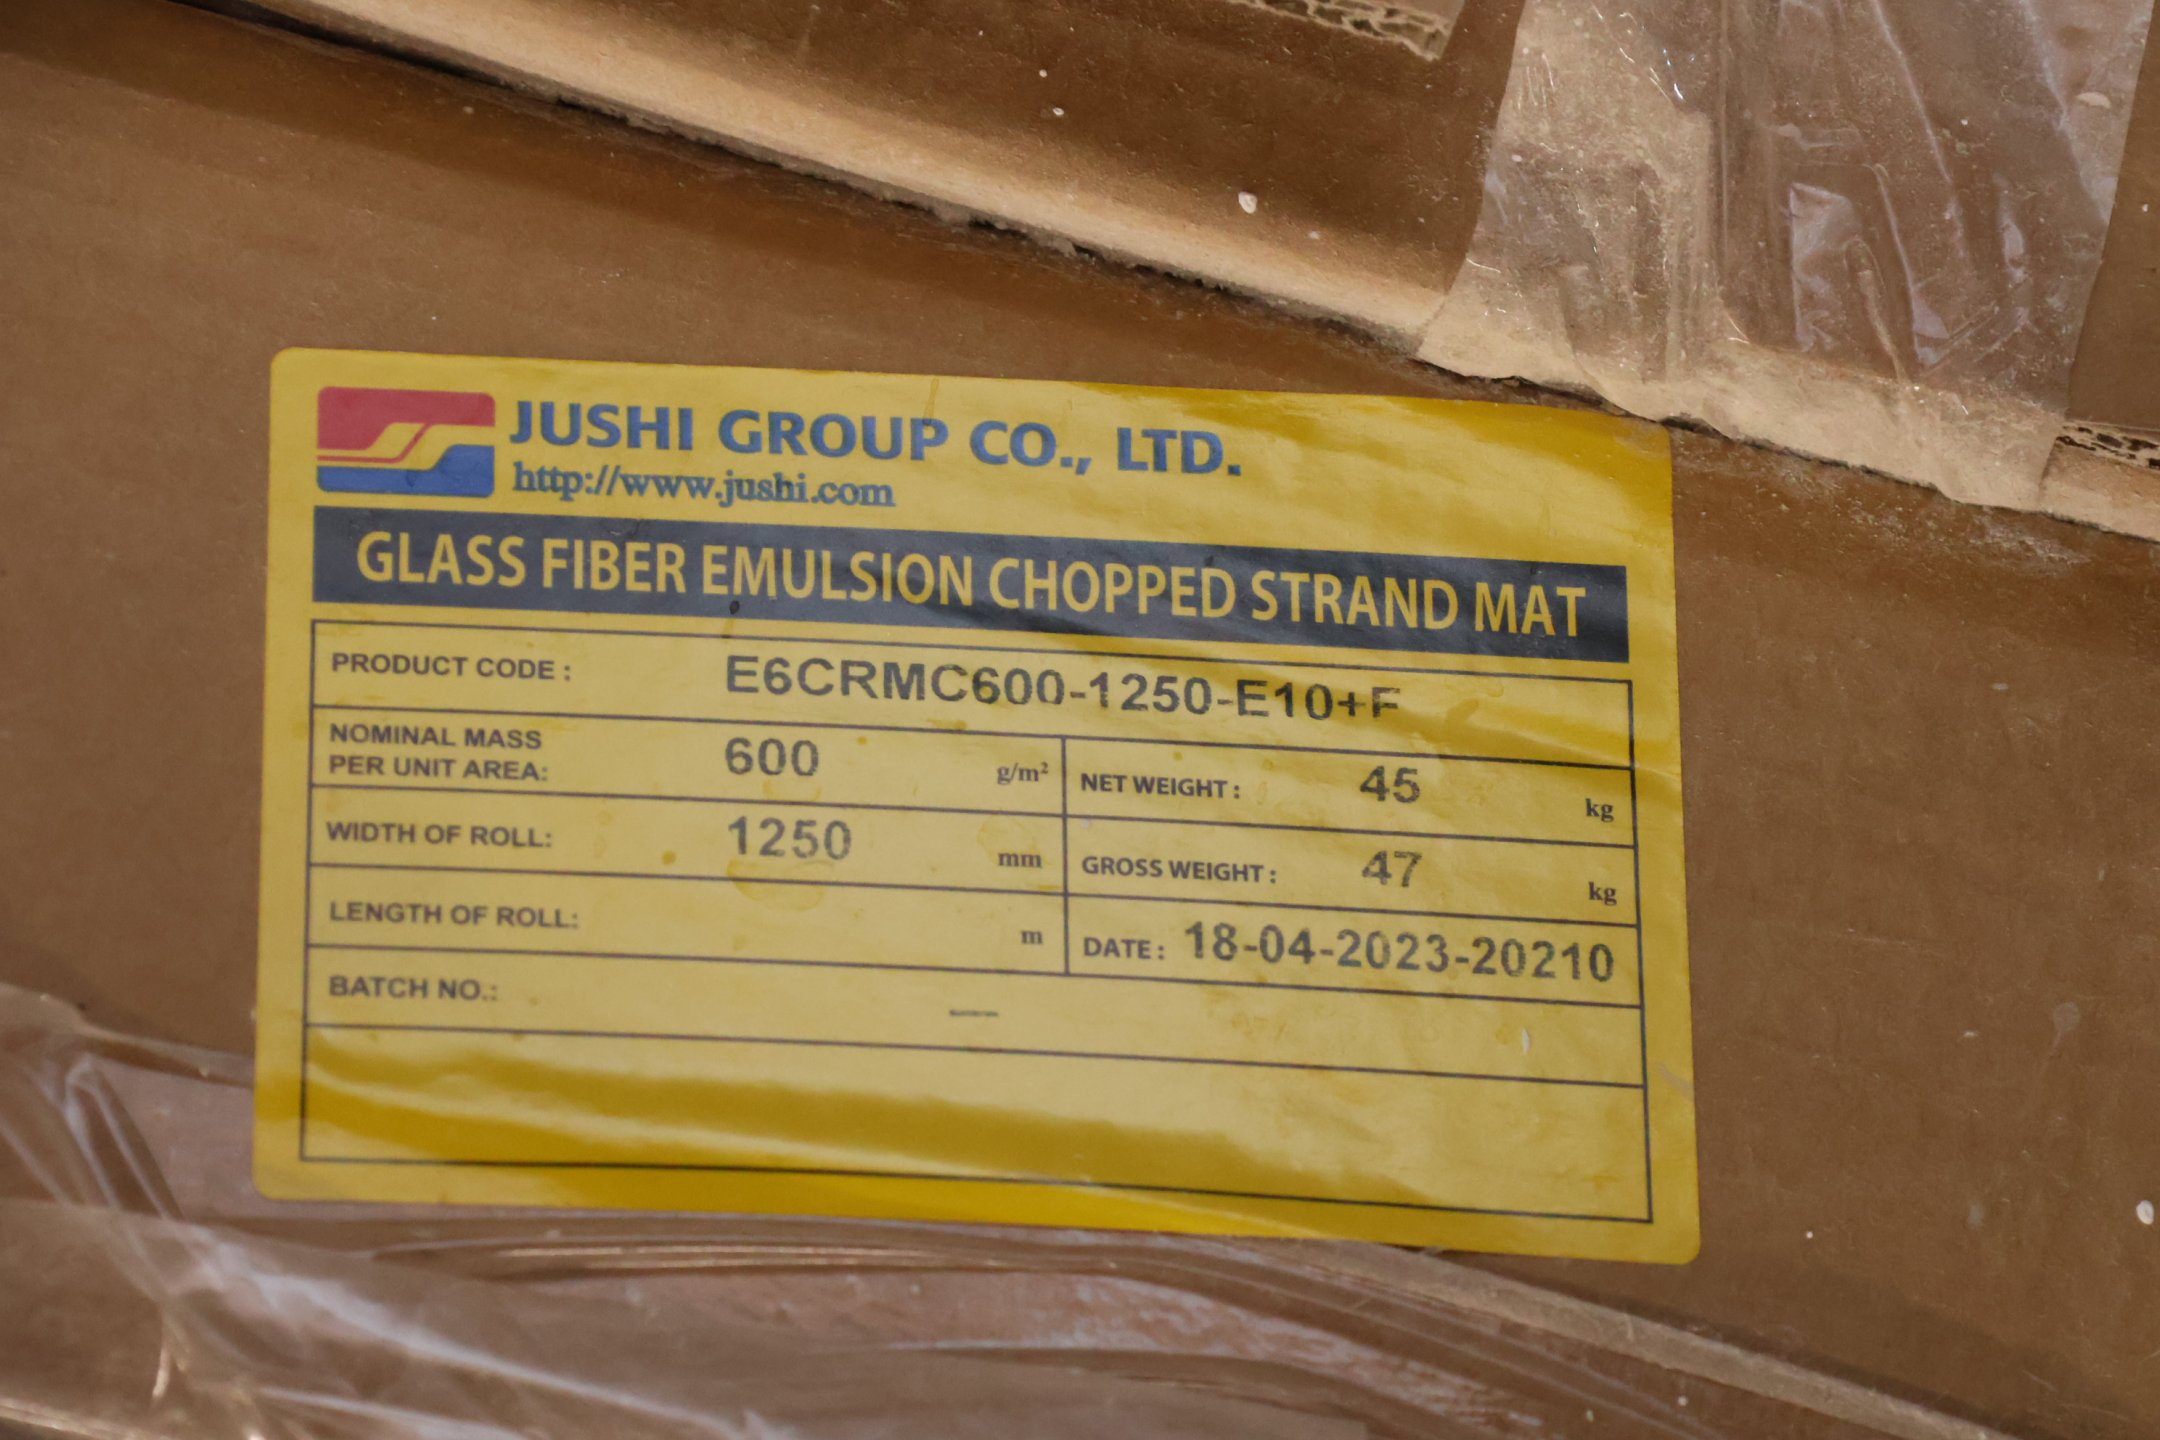 JUSHI GROUP CO., LTD.
http://www.jushi.com
GLASS FIBER EMULSION CHOPPED STRAND MAT
PRODUCT CODE : E6CRMC600-1250-E10+F
NOMINAL MASS
PER UNIT AREA: 600 g/m²
NET WEIGHT : 45 kg
WIDTH OF ROLL: 1250 mm
GROSS WEIGHT : 47 kg
LENGTH OF ROLL: m
DATE : 18-04-2023-20210
BATCH NO.: